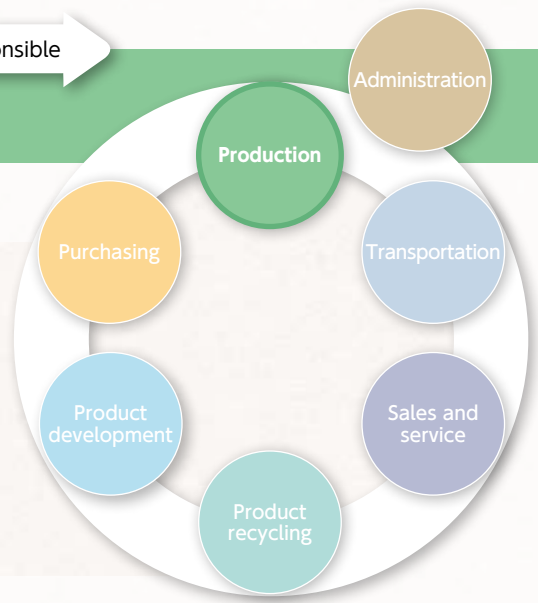 onsible
Administration
Production
Purchasing
Transportation
Product
development
Sales and
service
Product
recycling